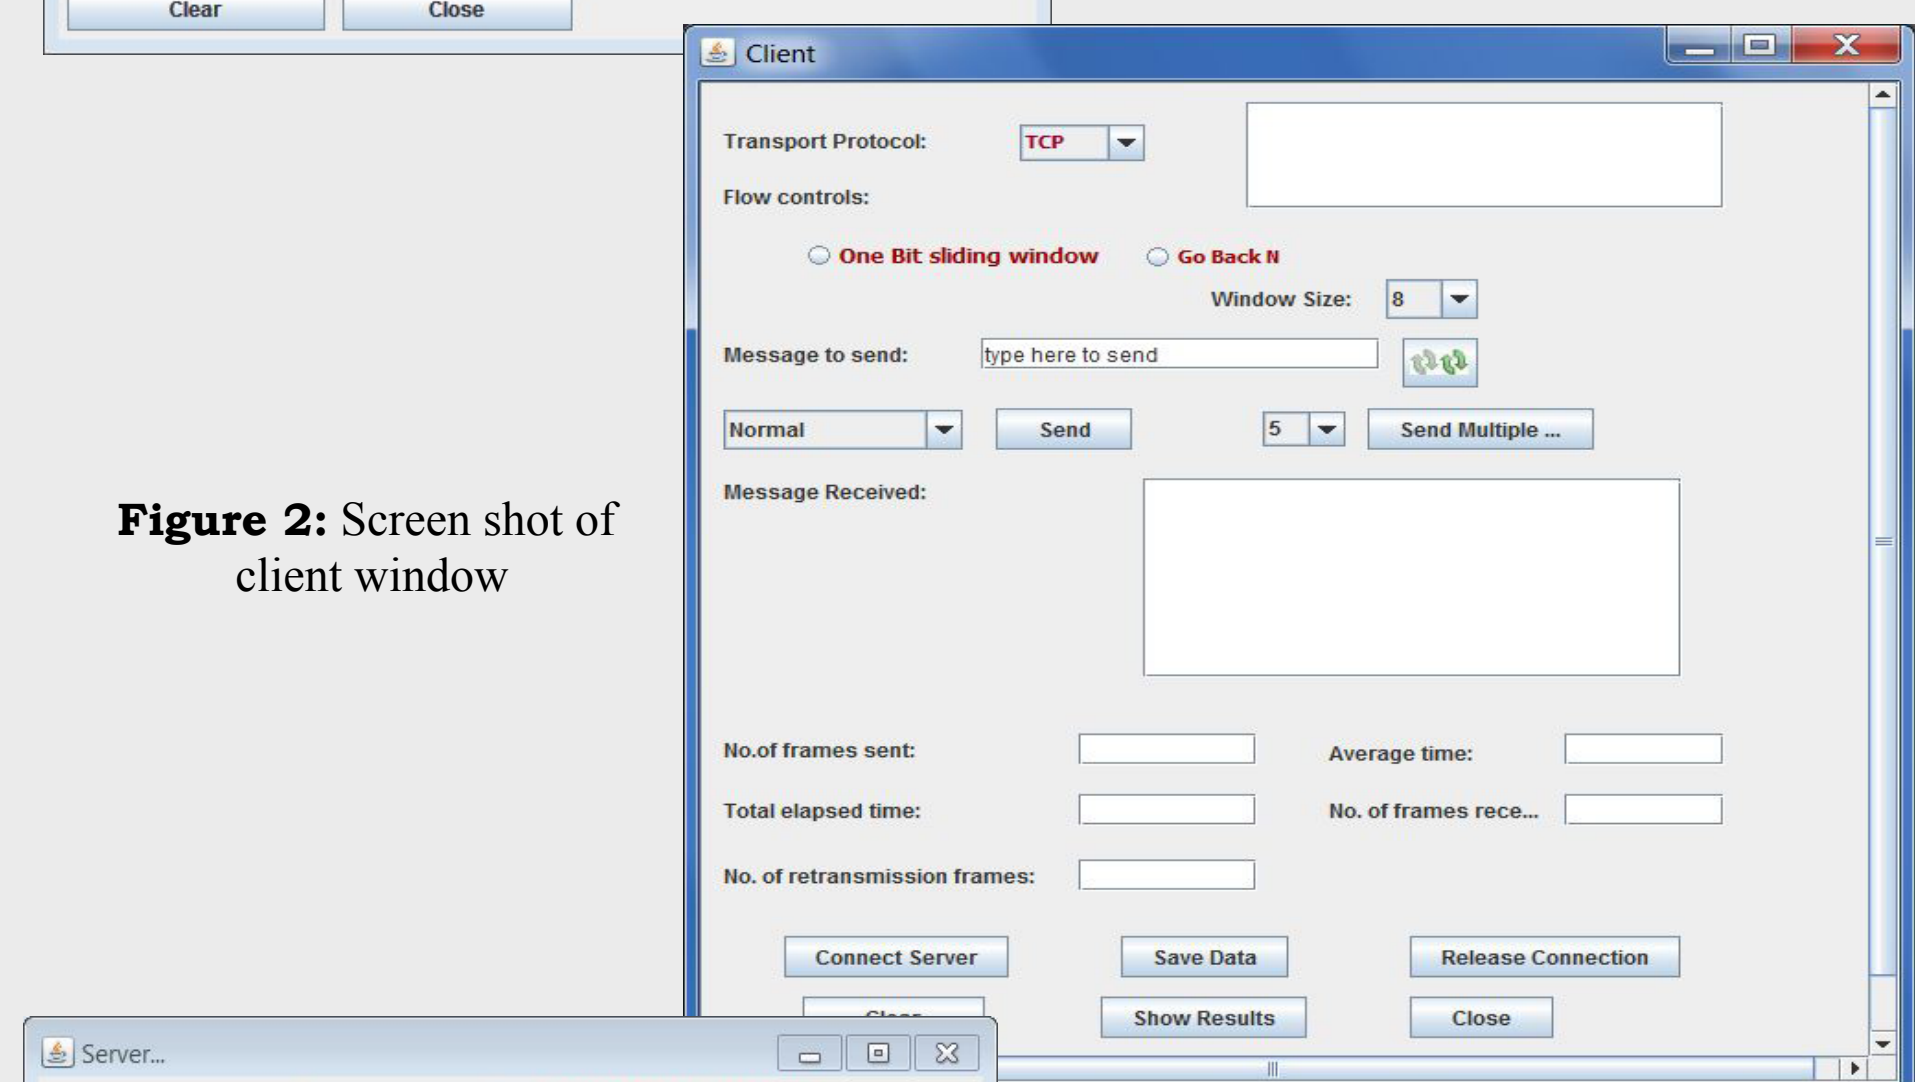 Clear Close
Client
Transport Protocol: TCP
Flow controls:
One Bit sliding window Go Back N
Window Size: 8
Message to send: type here to send
Normal Send 5 Send Multiple ...
Message Received:
Figure 2: Screen shot of
client window
No.of frames sent: Average time:
Total elapsed time: No. of frames rece...
No. of retransmission frames:
Connect Server Save Data Release Connection
Clear Show Results Close
Server...